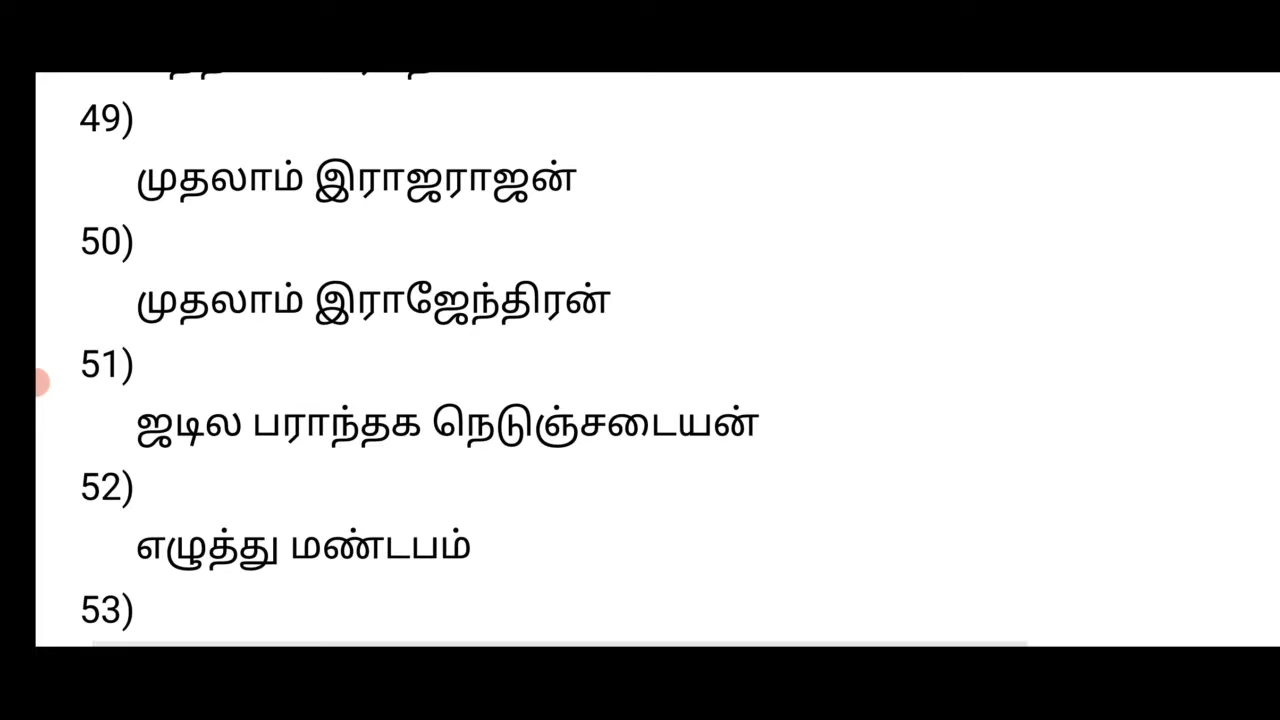 49)
முதலாம் இராஜராஜன்
50)
முதலாம் இராஜேந்திரன்
51)
ஜடில பராந்தக நெடுஞ்சடையன்
52)
எழுத்து மண்டபம்
53)